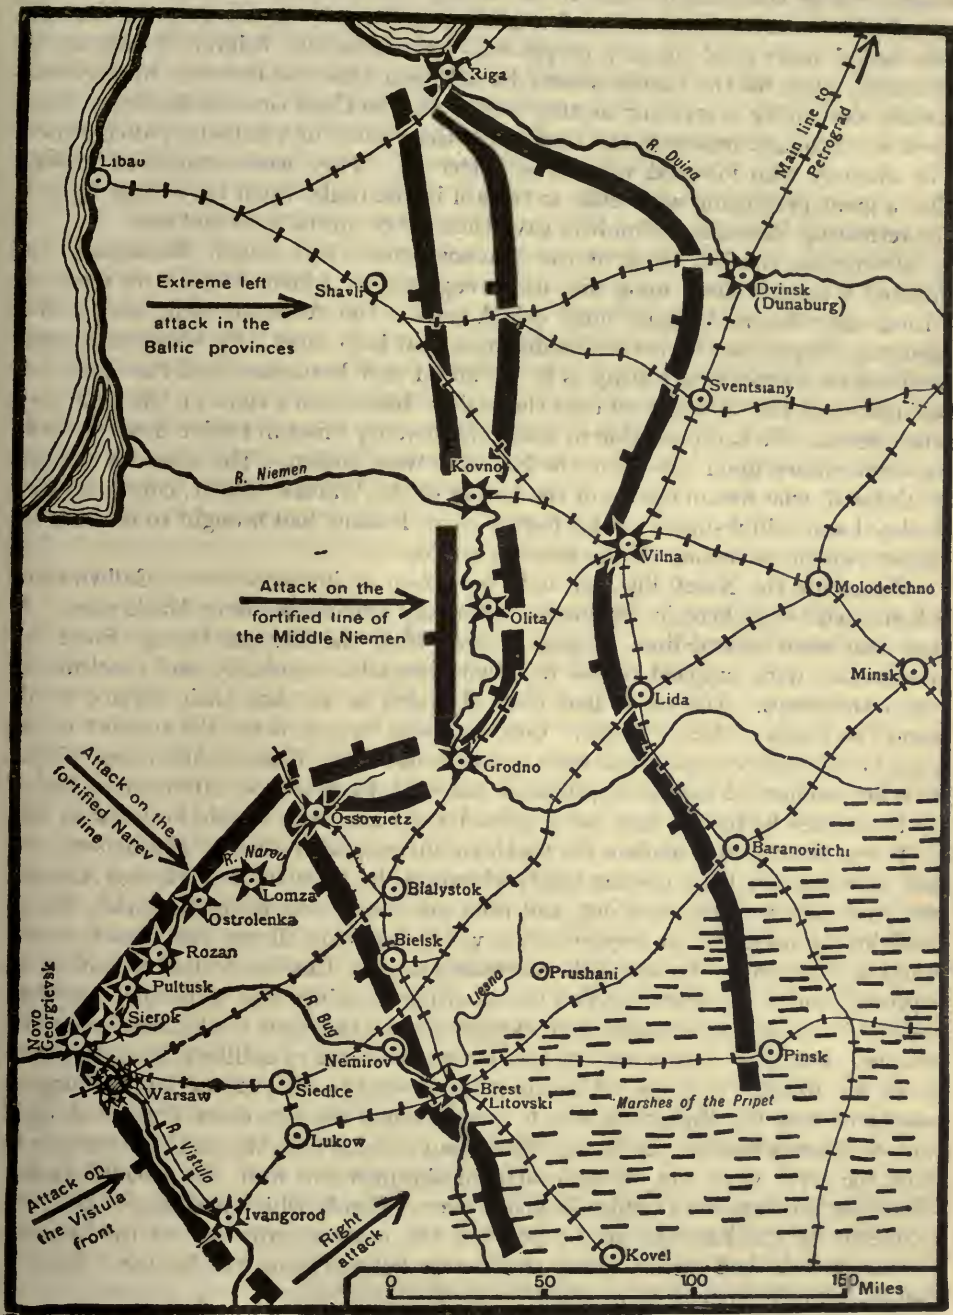 Riga
R. Dvina
Main line to
Petrograd
Libau
Shavli
Dvinsk
(Dunaburg)
Extreme left
attack in the
Baltic provinces
Sventsiany
Kovno
R. Niemen
Vilna
Molodetchno
Attack on the
fortified line of
the Middle Niemen
Olita
Minsk
Lida
Grodno
Attack on the
fortified Narev
line
Ossowietz
Baranovitchi
R. Narev
Lomza
Bialystok
Ostrolenka
Rozan
Bielsk
Prushani
Pultusk
Liesna
Novo
Georgievsk
Sierok
R. Bug
Nemirov
Pinsk
Warsaw
Siedlce
Brest
Litovski
Marshes of the Pripet
Lukow
R. Vistula
Attack on
the Vistula
front
Ivangorod
Right
attack
Kovel
0 50 100 150 Miles